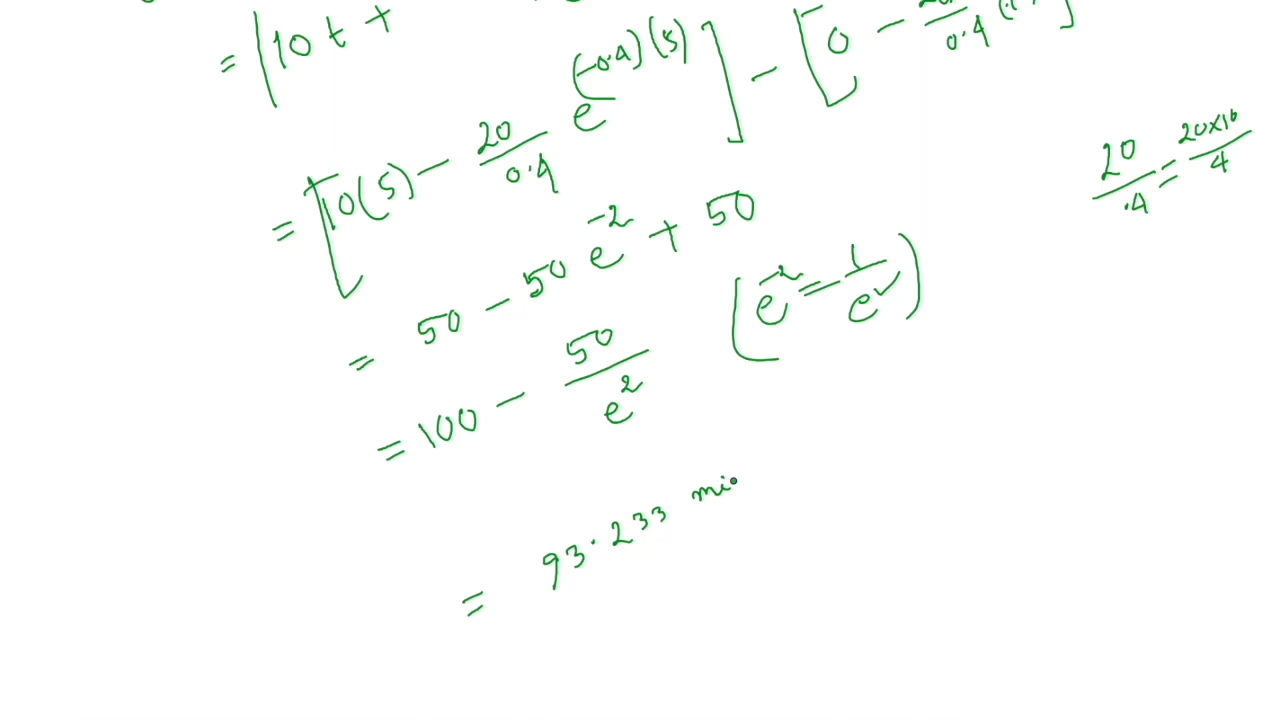 = [10t +
= [10(5) - 20/0.4 e^(-0.4)(5)] - [0 - 20/0.4
= 50 - 50 e^-2 + 50
= 100 - 50/e^2
(e^-2 = 1/e^2)
20/.4 = 20×10/4
= 93.233 mi